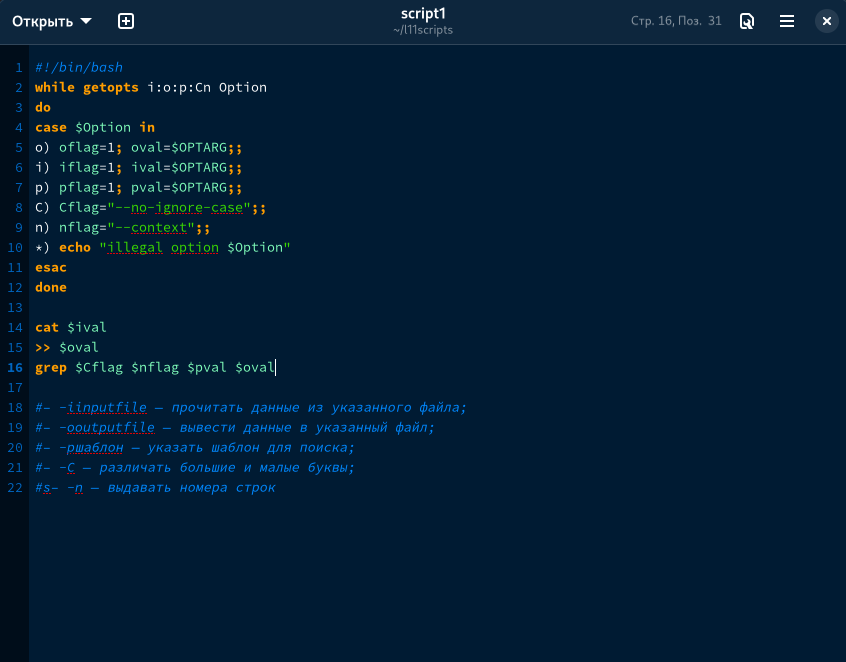 Открыть
script1
~/l11scripts
Стр. 16, Поз. 31
1 #!/bin/bash
2 while getopts i:o:p:Cn Option
3 do
4 case $Option in
5 o) oflag=1; oval=$OPTARG;;
6 i) iflag=1; ival=$OPTARG;;
7 p) pflag=1; pval=$OPTARG;;
8 C) Cflag="--no-ignore-case";;
9 n) nflag="--context";;
10 *) echo "illegal option $Option"
11 esac
12 done
13
14 cat $ival
15 >> $oval
16 grep $Cflag $nflag $pval $oval
17
18 #– -iinputfile — прочитать данные из указанного файла;
19 #– -ooutputfile — вывести данные в указанный файл;
20 #– -pшаблон — указать шаблон для поиска;
21 #– -C — различать большие и малые буквы;
22 #s– -n — выдавать номера строк